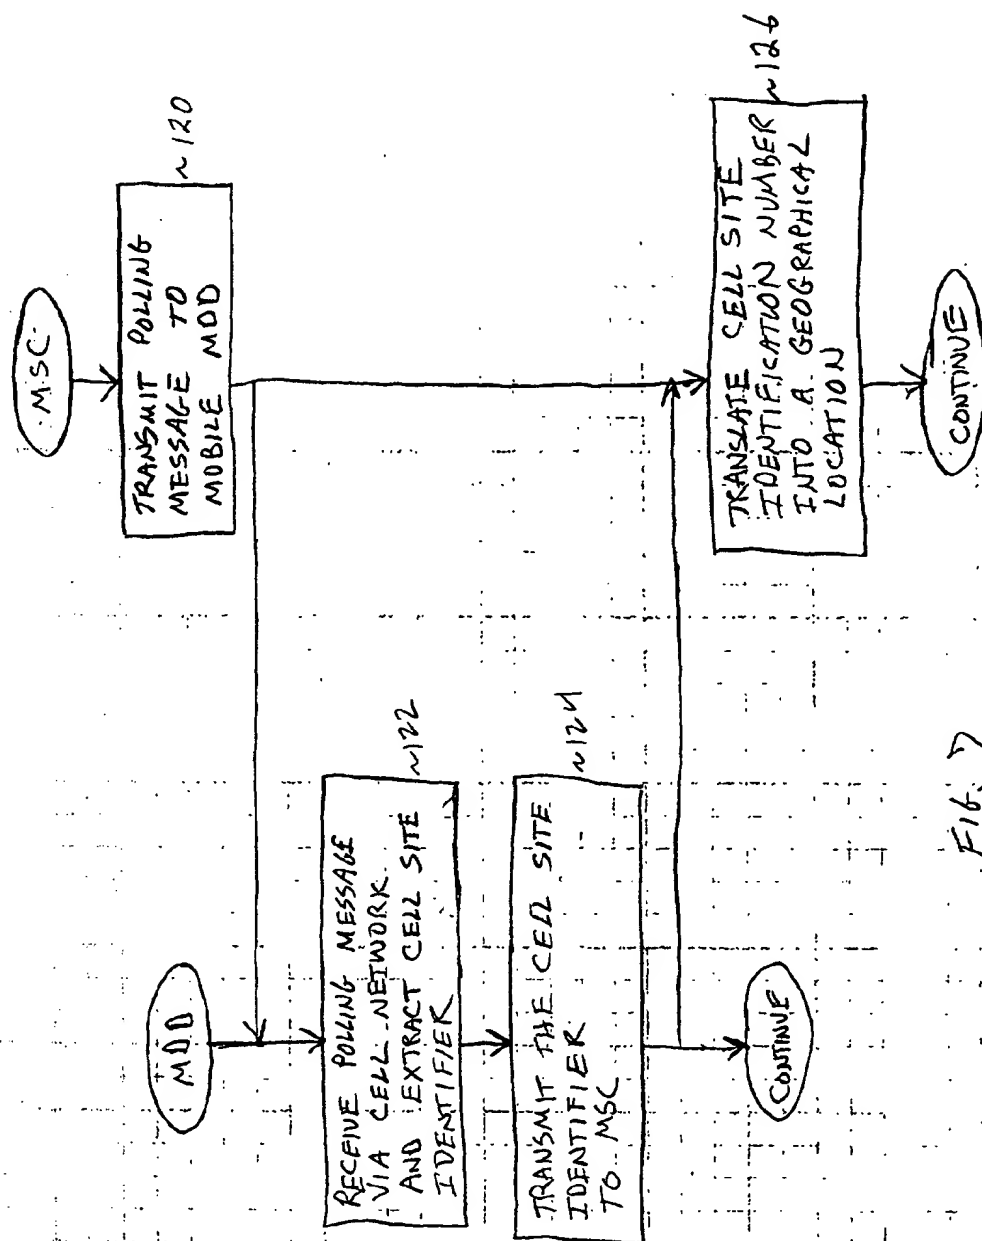 MDD
RECEIVE POLLING MESSAGE
VIA CELL NETWORK
AND EXTRACT CELL SITE
IDENTIFIER
~122
TRANSMIT THE CELL SITE
IDENTIFIER
TO MSC
~124
CONTINUE
MSC
TRANSMIT POLLING
MESSAGE TO
MOBILE MDD
~120
TRANSLATE CELL SITE
IDENTIFICATION NUMBER
INTO A GEOGRAPHICAL
LOCATION
~126
CONTINUE
FIG. 7